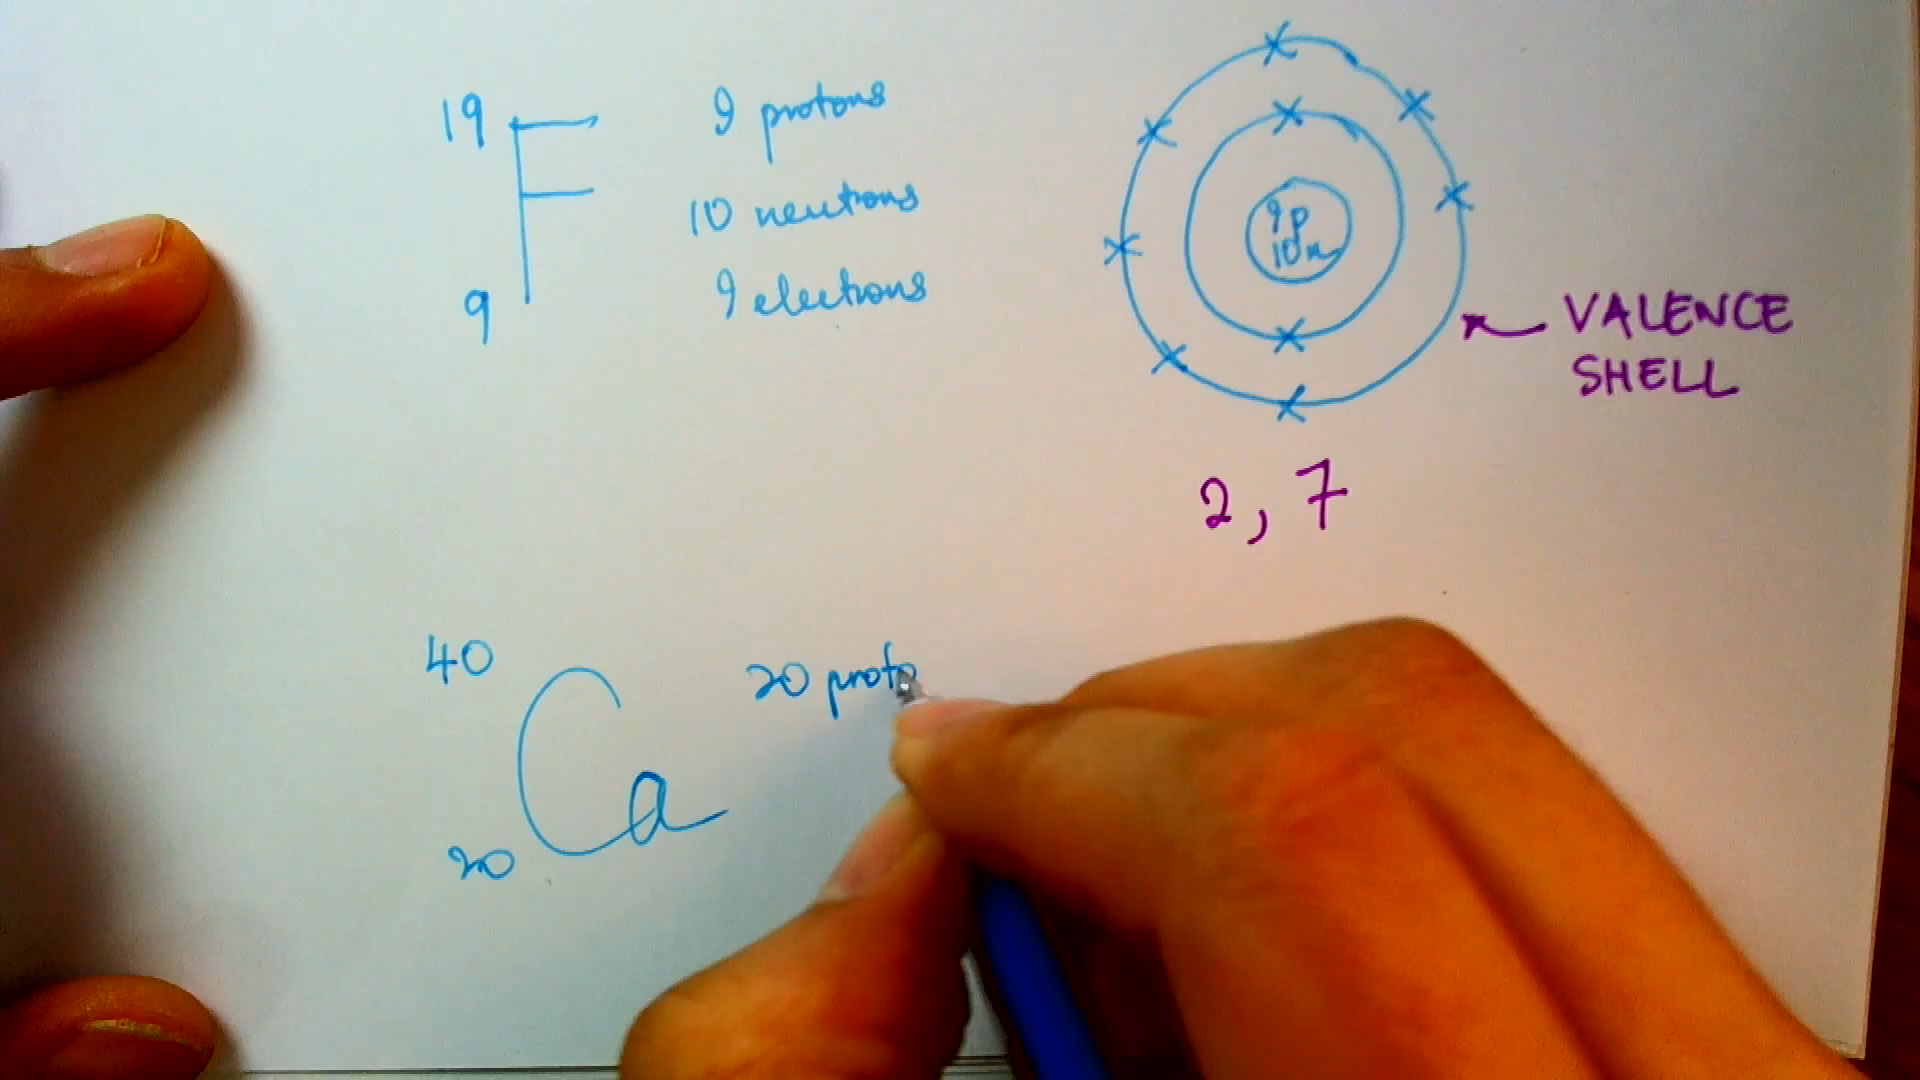 19
F
9
9 protons
10 neutrons
9 electrons
9p
10n
VALENCE
SHELL
2, 7
40
Ca
20
20 proto